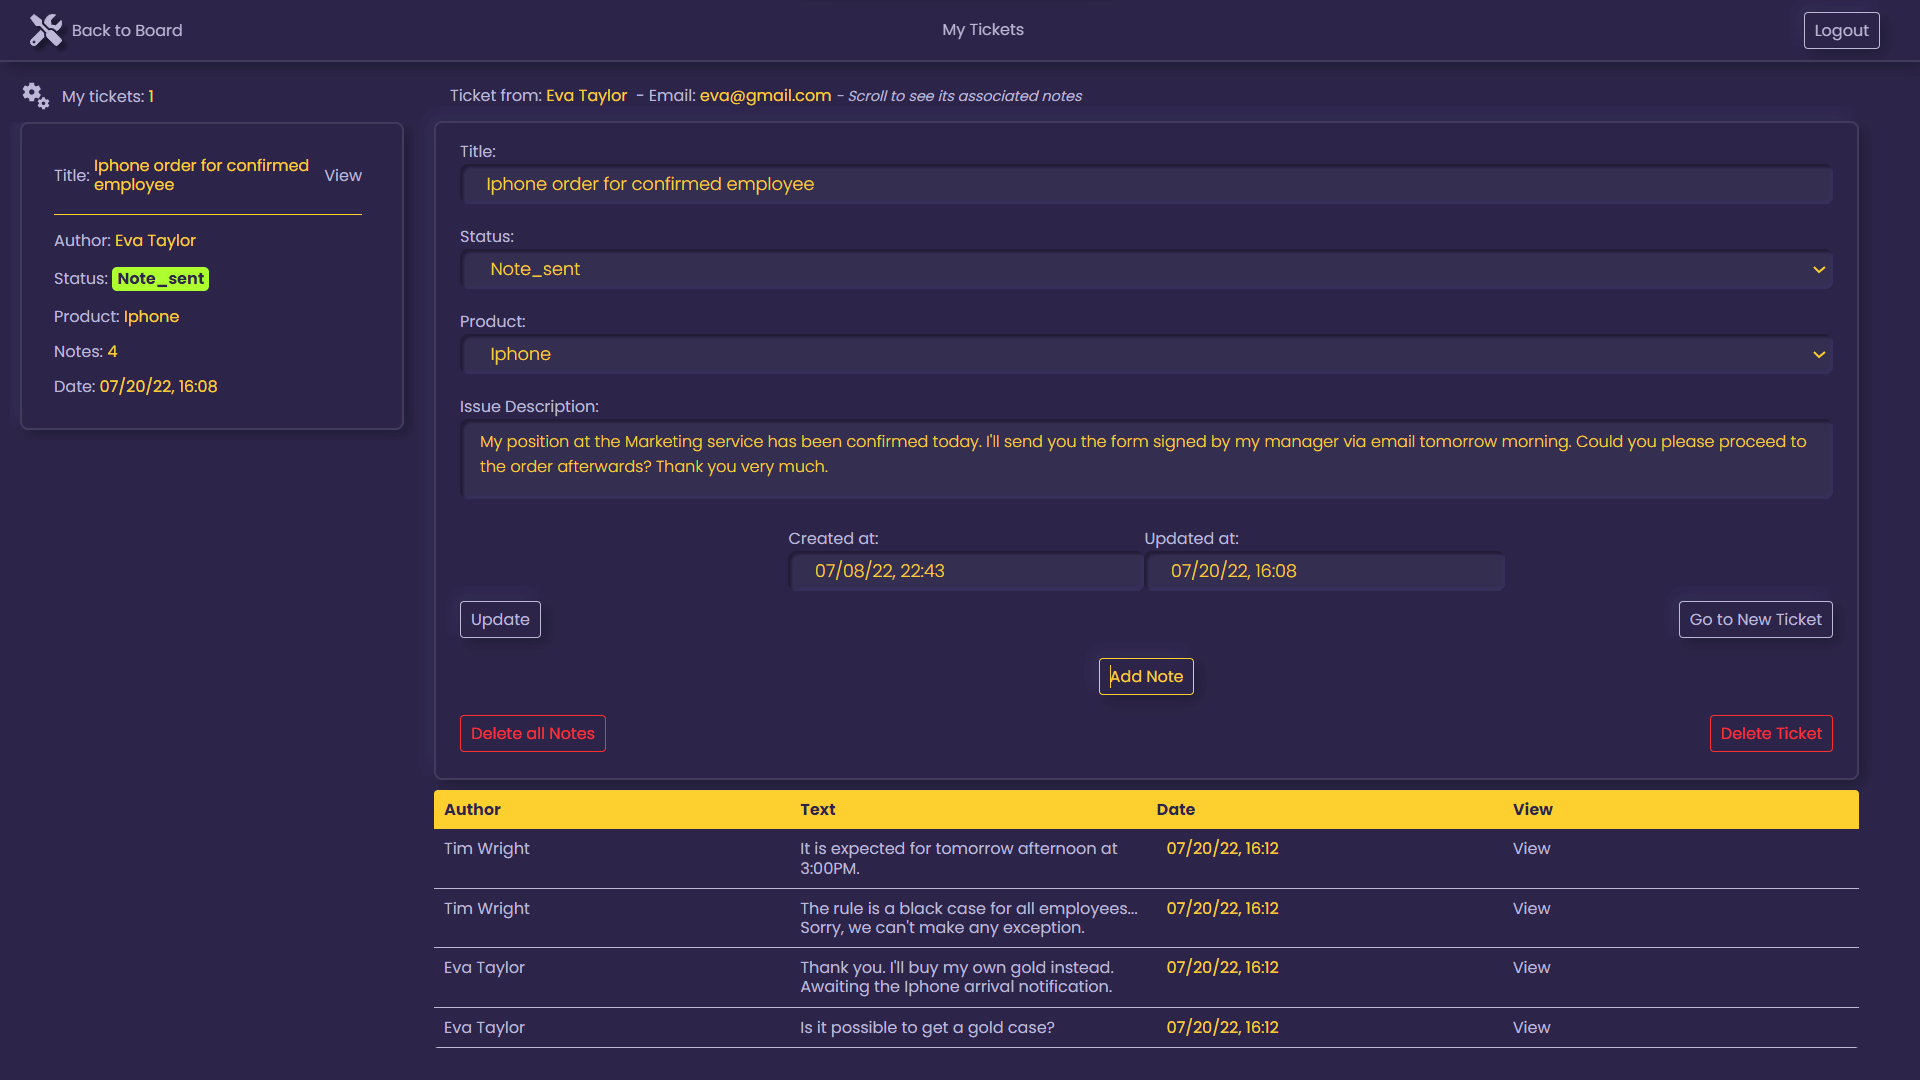 Back to Board
My Tickets
Logout
My tickets: 1
Title: Iphone order for confirmed
employee
View
Author: Eva Taylor
Status: Note_sent
Product: Iphone
Notes: 4
Date: 07/20/22, 16:08
Ticket from: Eva Taylor - Email: eva@gmail.com - Scroll to see its associated notes
Title:
Iphone order for confirmed employee
Status:
Note_sent
Product:
Iphone
Issue Description:
My position at the Marketing service has been confirmed today. I'll send you the form signed by my manager via email tomorrow morning. Could you please proceed to
the order afterwards? Thank you very much.
Created at: Updated at:
07/08/22, 22:43 07/20/22, 16:08
Update Go to New Ticket
Add Note
Delete all Notes Delete Ticket
Author Text Date View
Tim Wright It is expected for tomorrow afternoon at 07/20/22, 16:12 View
3:00PM.
Tim Wright The rule is a black case for all employees... 07/20/22, 16:12 View
Sorry, we can't make any exception.
Eva Taylor Thank you. I'll buy my own gold instead. 07/20/22, 16:12 View
Awaiting the Iphone arrival notification.
Eva Taylor Is it possible to get a gold case? 07/20/22, 16:12 View